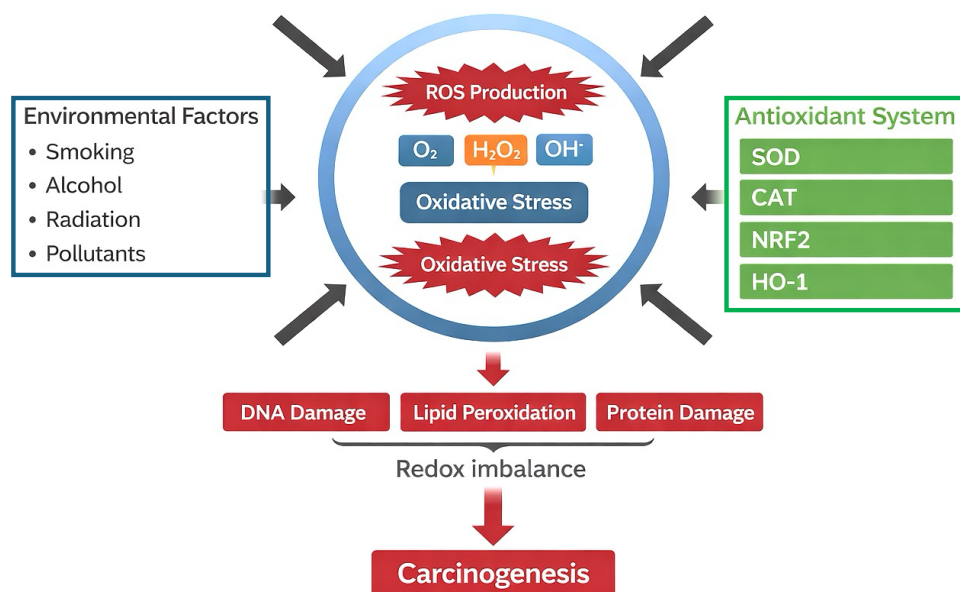 Environmental Factors
• Smoking
• Alcohol
• Radiation
• Pollutants
ROS Production
O₂
H₂O₂
OH⁻
Oxidative Stress
Oxidative Stress
Antioxidant System
SOD
CAT
NRF2
HO-1
DNA Damage
Lipid Peroxidation
Protein Damage
Redox imbalance
Carcinogenesis